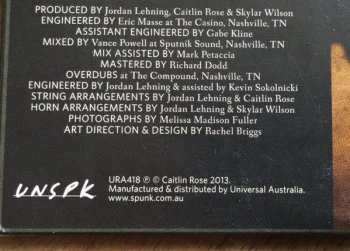 PRODUCED BY Jordan Lehning, Caitlin Rose & Skylar Wilson
ENGINEERED BY Eric Masse at The Casino, Nashville, TN
ASSISTANT ENGINEERED BY Gabe Kline
MIXED BY Vance Powell at Sputnik Sound, Nashville, TN
MIX ASSISTED BY Mark Petaccia
MASTERED BY Richard Dodd
OVERDUBS at The Compound, Nashville, TN
ENGINEERED BY Jordan Lehning & assisted by Kevin Sokolnicki
STRING ARRANGEMENTS BY Jordan Lehning & Caitlin Rose
HORN ARRANGEMENTS BY Jordan Lehning & Skylar Wilson
PHOTOGRAPHS BY Melissa Madison Fuller
ART DIRECTION & DESIGN BY Rachel Briggs
UNSPK
URA418 ℗ © Caitlin Rose 2013.
Manufactured & distributed by Universal Australia.
www.spunk.com.au